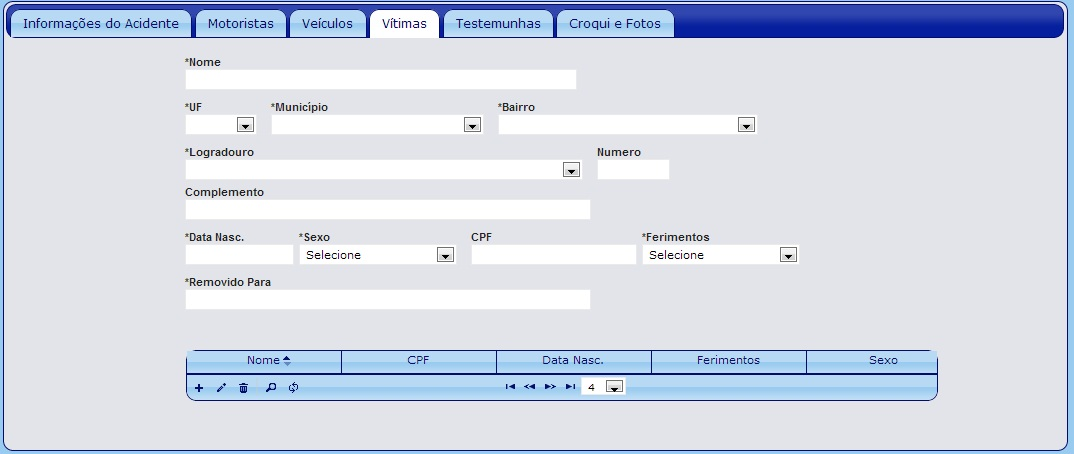 Informações do Acidente Motoristas Veículos Vítimas Testemunhas Croqui e Fotos
*Nome
*UF *Município *Bairro
*Logradouro Numero
Complemento
*Data Nasc. *Sexo CPF *Ferimentos
Selecione Selecione
*Removido Para
Nome CPF Data Nasc. Ferimentos Sexo
4